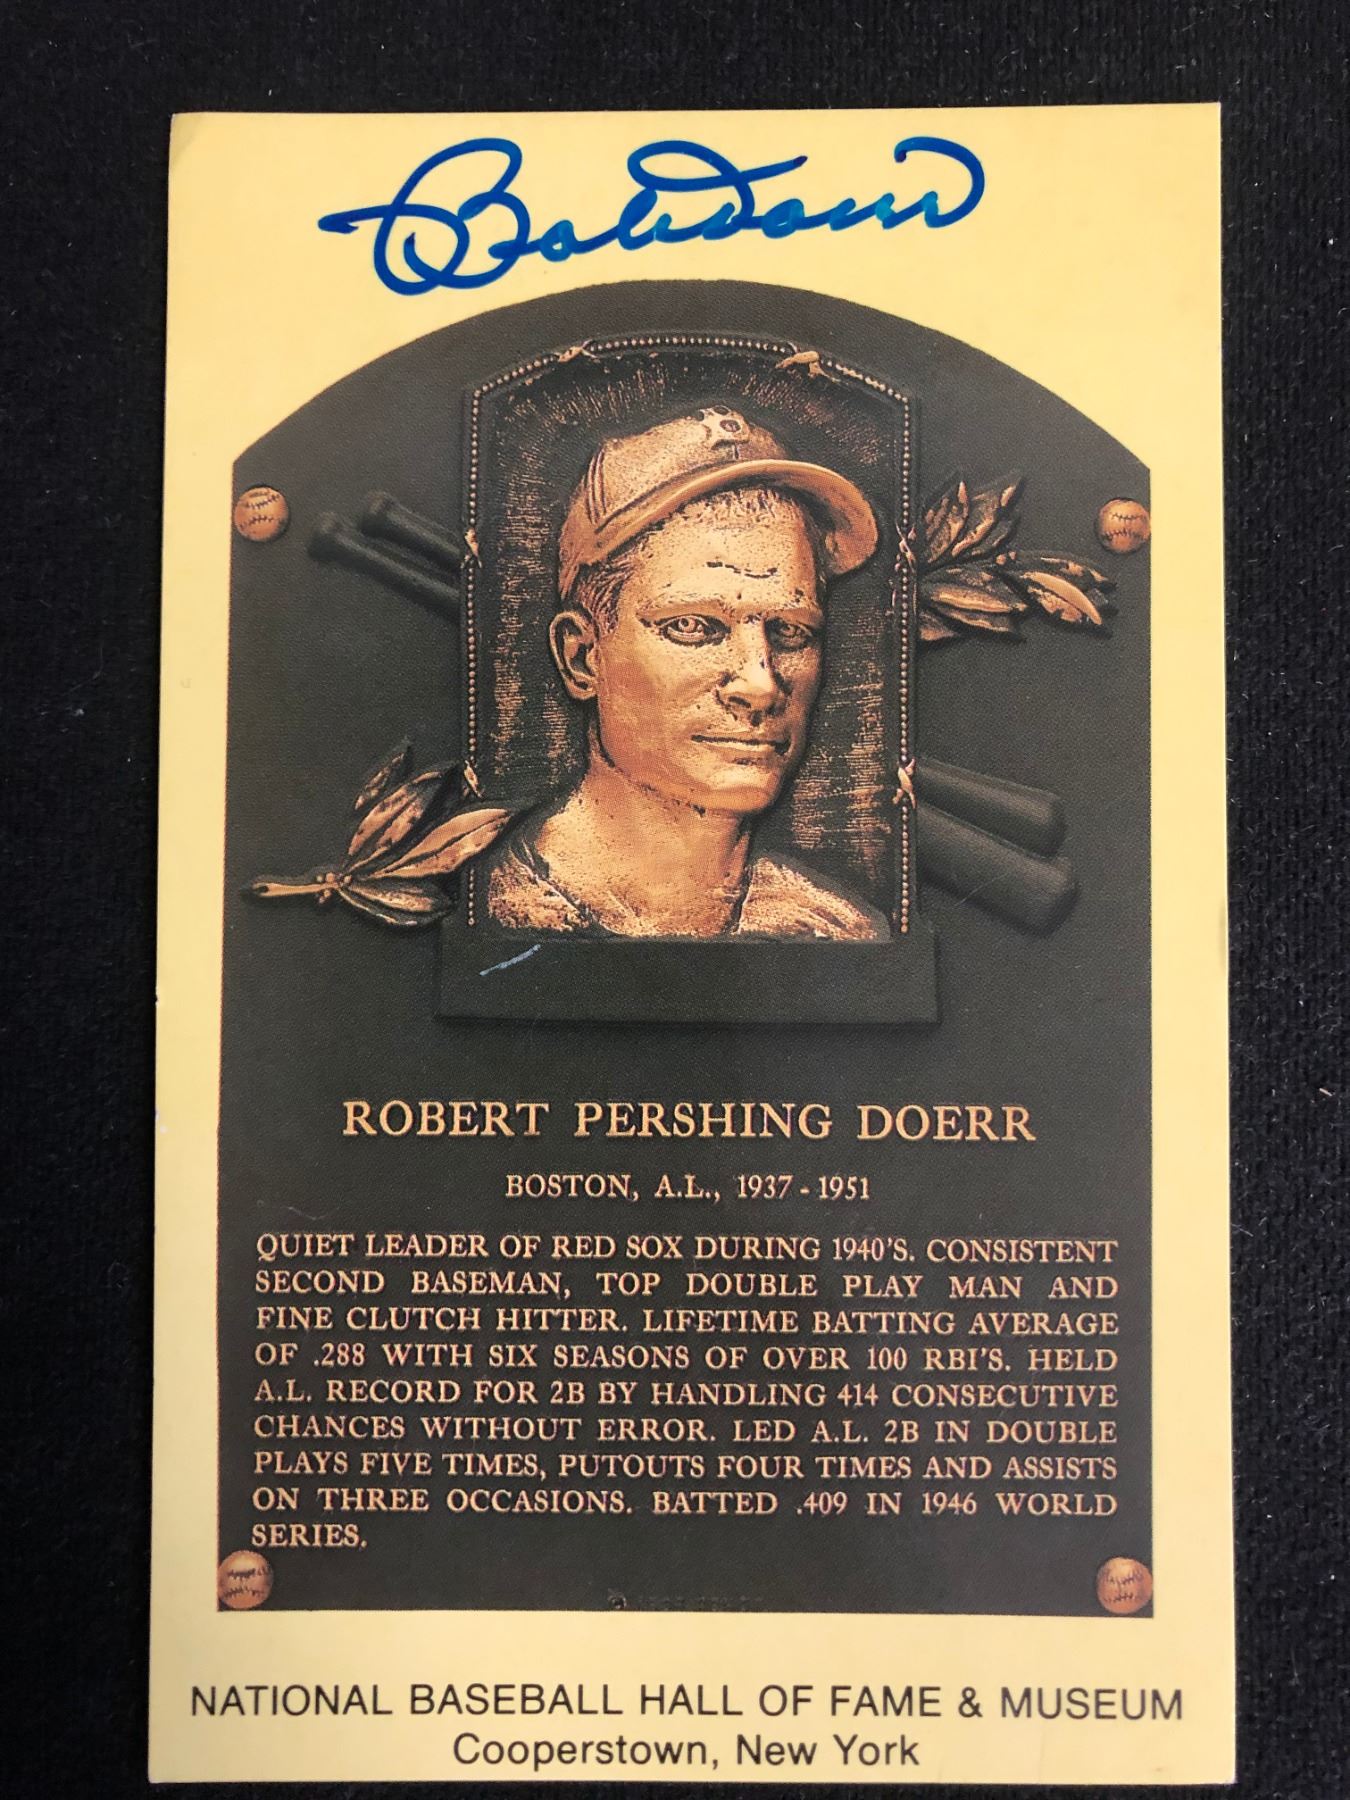 Bob Doerr
ROBERT PERSHING DOERR
BOSTON, A.L., 1937 - 1951
QUIET LEADER OF RED SOX DURING 1940'S. CONSISTENT
SECOND BASEMAN, TOP DOUBLE PLAY MAN AND
FINE CLUTCH HITTER. LIFETIME BATTING AVERAGE
OF .288 WITH SIX SEASONS OF OVER 100 RBI'S. HELD
A.L. RECORD FOR 2B BY HANDLING 414 CONSECUTIVE
CHANCES WITHOUT ERROR. LED A.L. 2B IN DOUBLE
PLAYS FIVE TIMES, PUTOUTS FOUR TIMES AND ASSISTS
ON THREE OCCASIONS. BATTED .409 IN 1946 WORLD
SERIES.
NATIONAL BASEBALL HALL OF FAME & MUSEUM
Cooperstown, New York